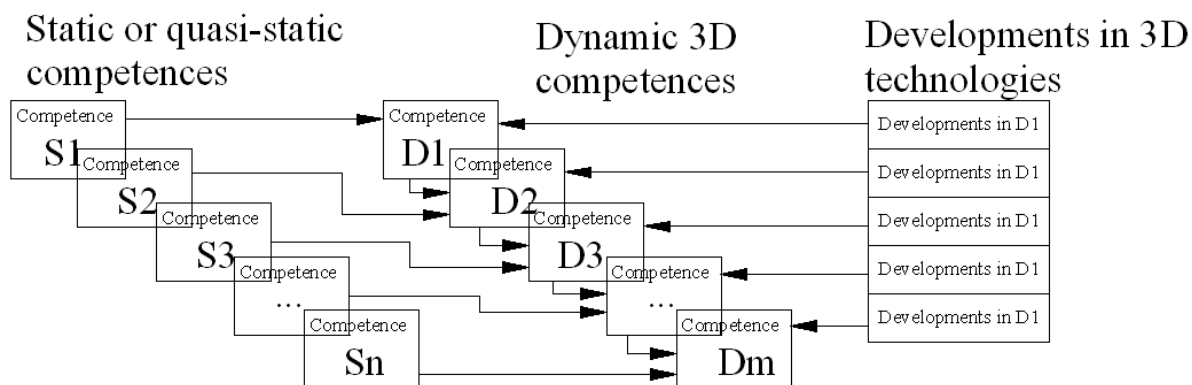 Static or quasi-static
competences
Dynamic 3D
competences
Developments in 3D
technologies
Competence
S1
Competence
S2
Competence
S3
Competence
...
Competence
Sn
Competence
D1
Competence
D2
Competence
D3
Competence
...
Competence
Dm
Developments in D1
Developments in D1
Developments in D1
Developments in D1
Developments in D1